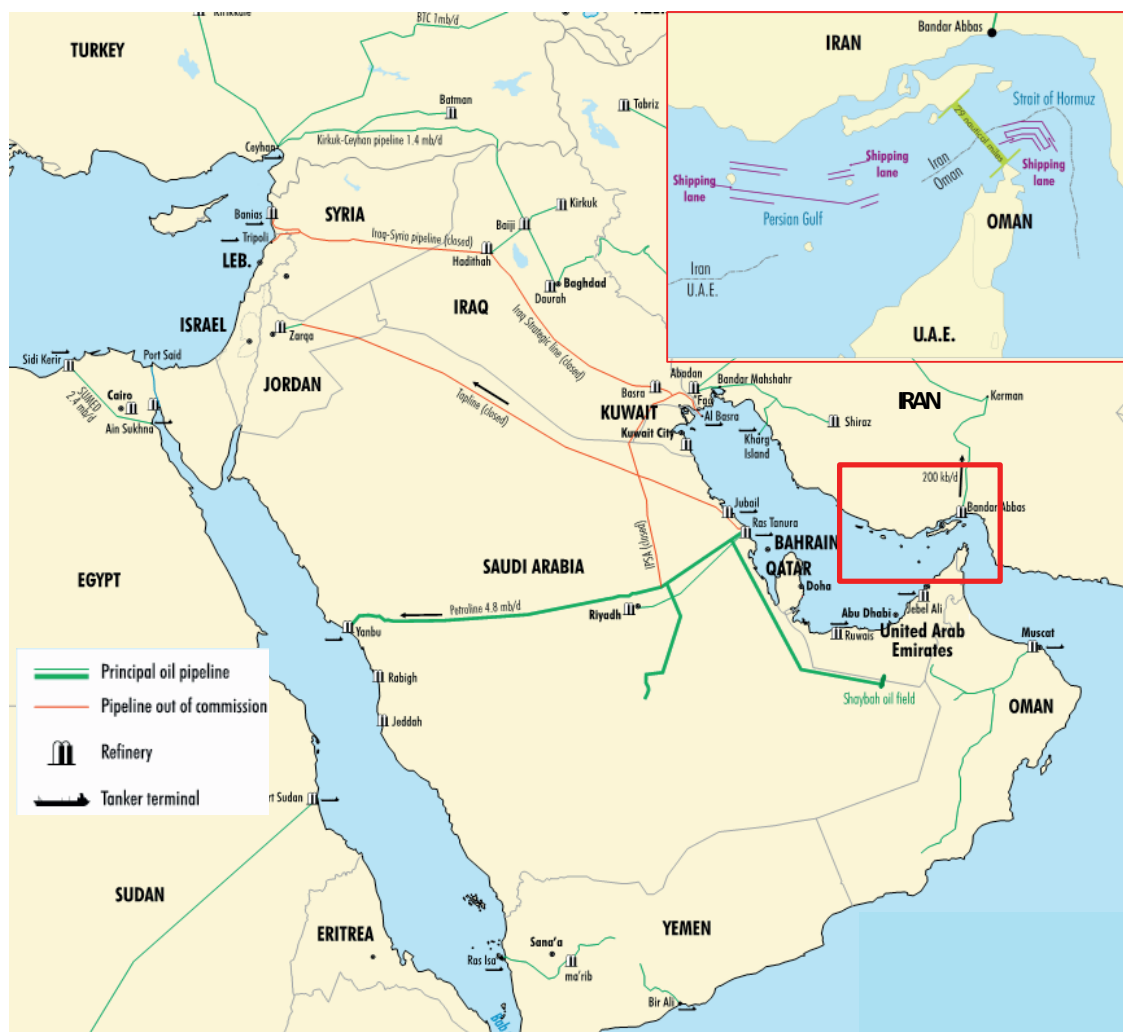 BTC 1mb/d
TURKEY
Batman
Tabriz
Ceyhan
Kirkuk-Ceyhan pipeline 1.4 mb/d
SYRIA
Kirkuk
Banias
Baiji
Tripoli
Iraq-Syria pipeline (closed)
Hadithah
LEB.
Baghdad
Daurah
IRAQ
ISRAEL
Zarqa
Iraq Strategic line (closed)
Sidi Kerir
Port Said
JORDAN
Tapline (closed)
SUMED
2.4 mb/d
Cairo
Ain Sukhna
Basra
Abadan
Bandar Mahshahr
Fao
KUWAIT
Al Basra
Kuwait City
Kharg
Island
Shiraz
IRAN
Kerman
200 kb/d
Bandar Abbas
Jubail
Ras Tanura
BAHRAIN
QATAR
Doha
IPSA (closed)
SAUDI ARABIA
EGYPT
Petroline 4.8 mb/d
Riyadh
Yanbu
Abu Dhabi
Jebel Ali
Ruwais
United Arab
Emirates
Muscat
Rabigh
Shaybah oil field
OMAN
Jeddah
Principal oil pipeline
Pipeline out of commission
Refinery
Tanker terminal
rt Sudan
SUDAN
ERITREA
YEMEN
Sana'a
Ras Isa
ma'rib
Bir Ali
Bab
IRAN
Bandar Abbas
Strait of Hormuz
29 nautical miles
Iran
Oman
Shipping
lane
Shipping
lane
Shipping
lane
Persian Gulf
OMAN
Iran
U.A.E.
U.A.E.